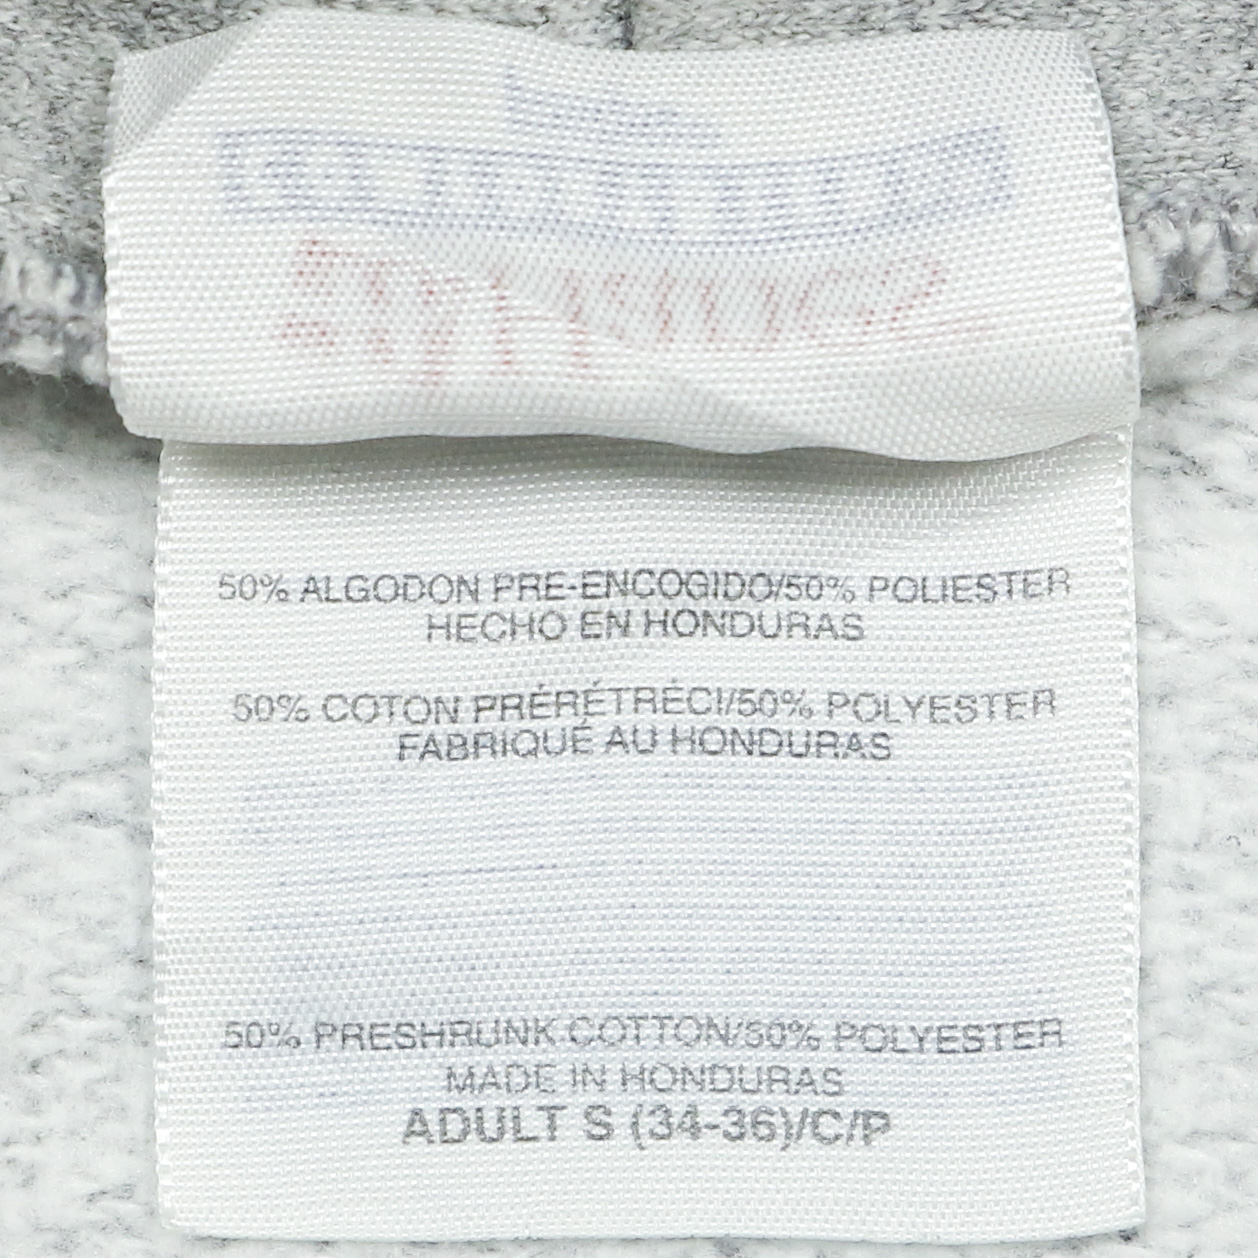 50% ALGODON PRE-ENCOGIDO/50% POLIESTER
HECHO EN HONDURAS
50% COTON PRÉRÉTRÉCI/50% POLYESTER
FABRIQUÉ AU HONDURAS
50% PRESHRUNK COTTON/50% POLYESTER
MADE IN HONDURAS
ADULT S (34-36)/C/P